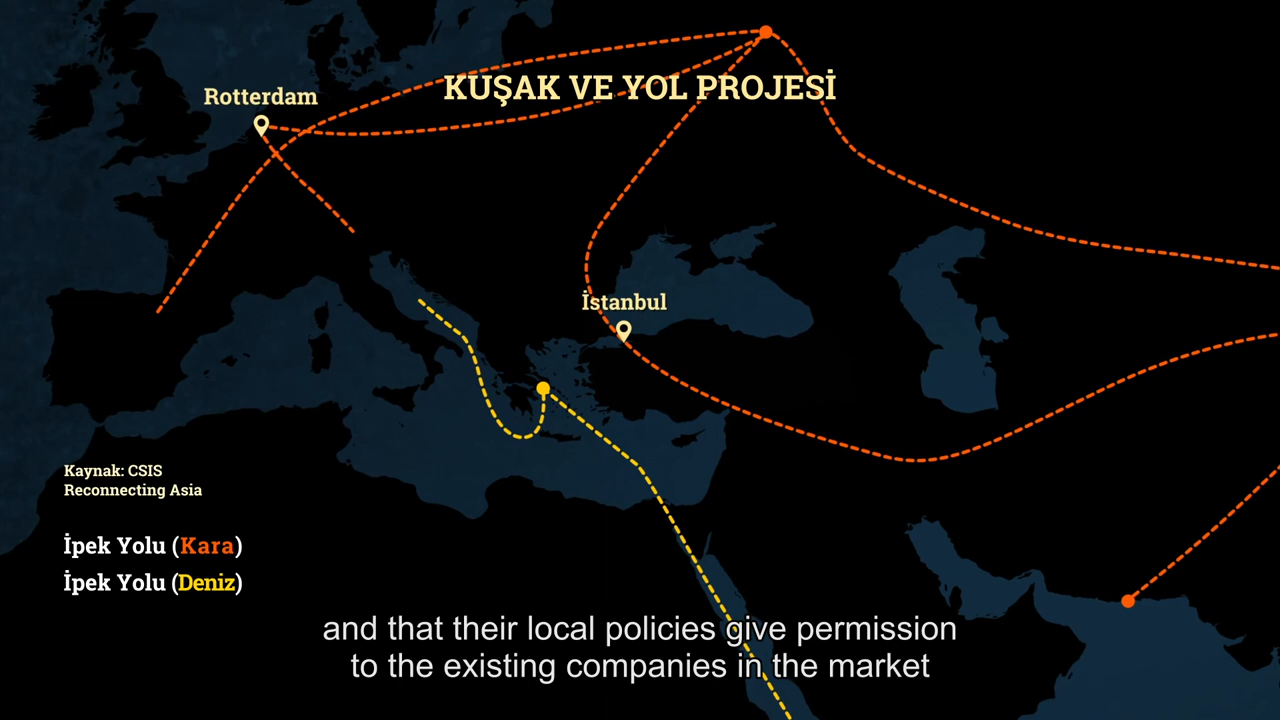 KUŞAK VE YOL PROJESİ
Rotterdam
İstanbul
Kaynak: CSIS
Reconnecting Asia
İpek Yolu (Kara)
İpek Yolu (Deniz)
and that their local policies give permission
to the existing companies in the market